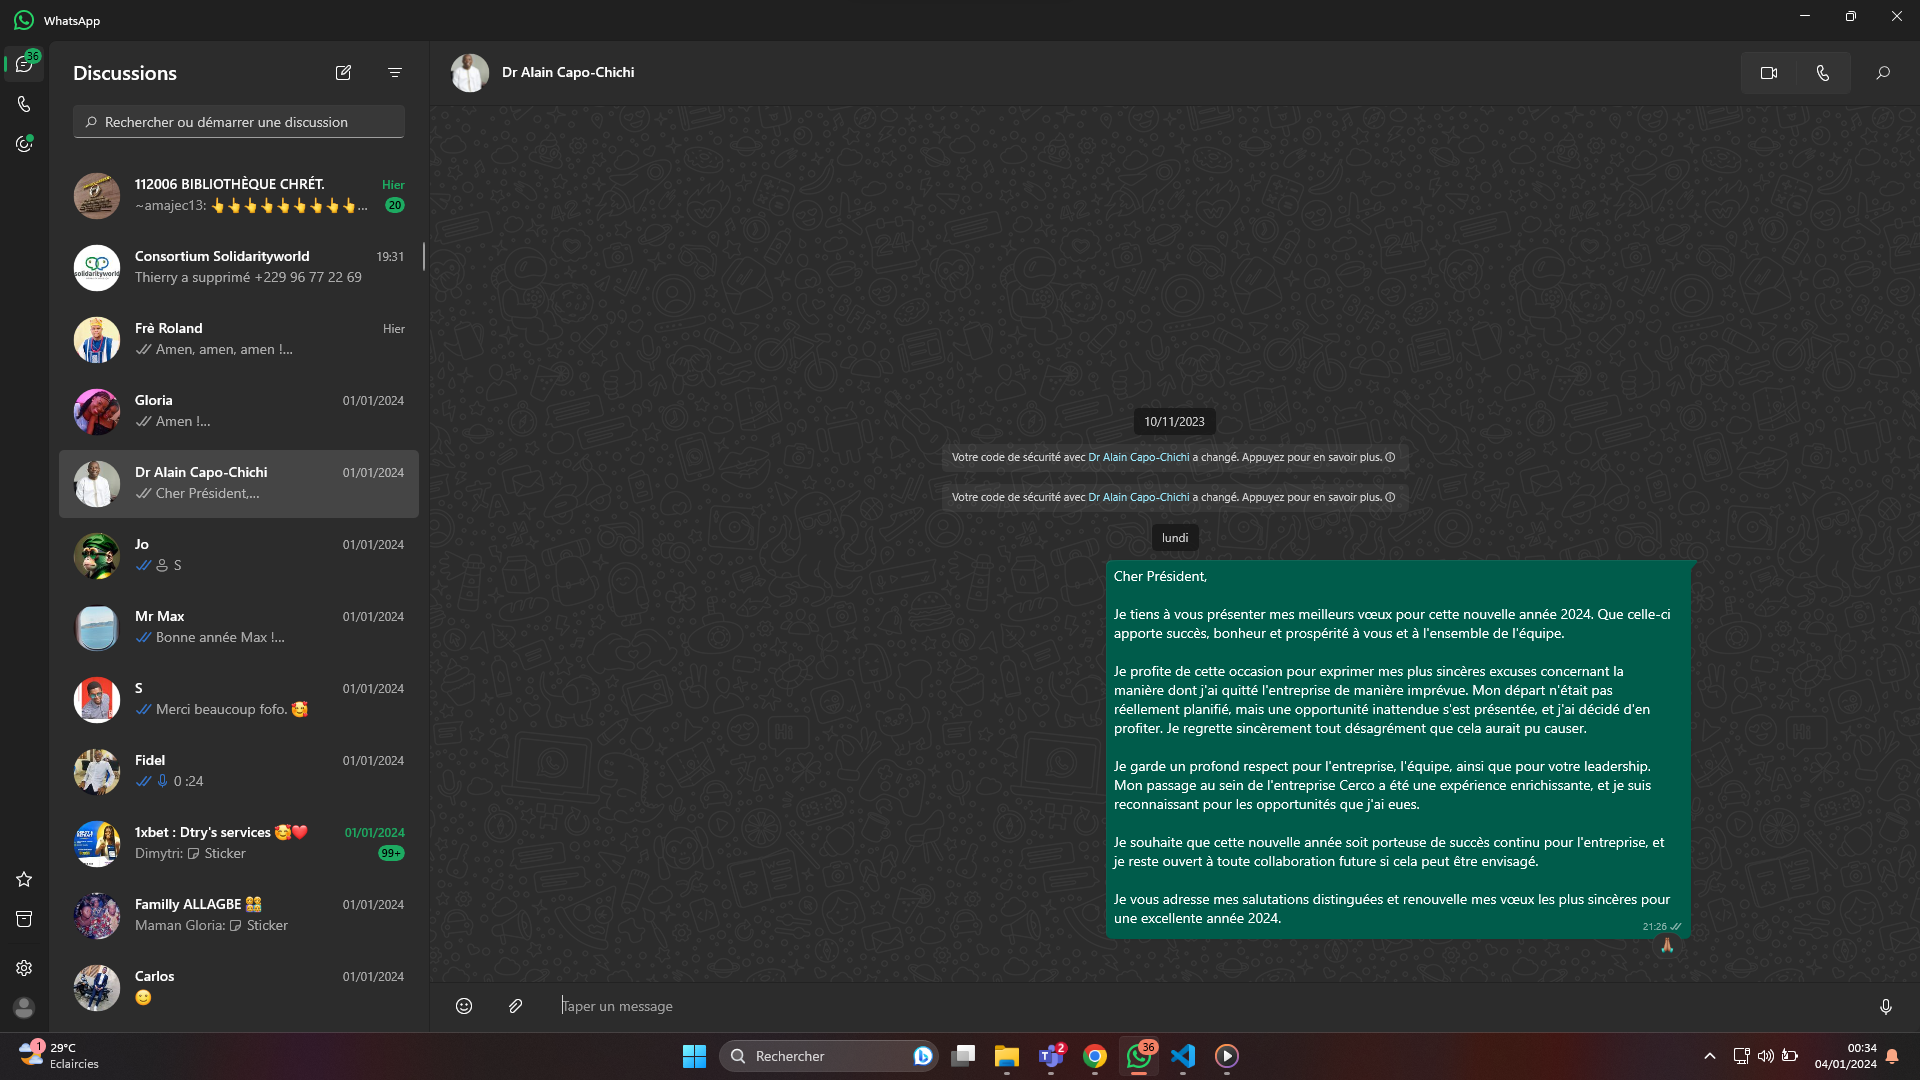 WhatsApp
36
Discussions
Rechercher ou démarrer une discussion
112006 BIBLIOTHÈQUE CHRÉT.
Hier
~amajec13: 👆👆👆👆👆👆👆👆👆...
20
Consortium Solidarityworld
19:31
solidarityworld
Thierry a supprimé +229 96 77 22 69
Frè Roland
Hier
Amen, amen, amen !...
Gloria
01/01/2024
Amen !...
Dr Alain Capo-Chichi
01/01/2024
Cher Président,...
Jo
01/01/2024
S
Mr Max
01/01/2024
Bonne année Max !...
S
01/01/2024
Merci beaucoup fofo. 🥰
Fidel
01/01/2024
0 :24
1xbet : Dtry's services 🥰❤️
01/01/2024
Dimytri: Sticker
99+
Familly ALLAGBE 👨‍👩‍👧‍👦
01/01/2024
Maman Gloria: Sticker
Carlos
01/01/2024
🙂
Dr Alain Capo-Chichi
10/11/2023
Votre code de sécurité avec Dr Alain Capo-Chichi a changé. Appuyez pour en savoir plus.
Votre code de sécurité avec Dr Alain Capo-Chichi a changé. Appuyez pour en savoir plus.
lundi
Cher Président,
Je tiens à vous présenter mes meilleurs vœux pour cette nouvelle année 2024. Que celle-ci
apporte succès, bonheur et prospérité à vous et à l'ensemble de l'équipe.
Je profite de cette occasion pour exprimer mes plus sincères excuses concernant la
manière dont j'ai quitté l'entreprise de manière imprévue. Mon départ n'était pas
réellement planifié, mais une opportunité inattendue s'est présentée, et j'ai décidé d'en
profiter. Je regrette sincèrement tout désagrément que cela aurait pu causer.
Je garde un profond respect pour l'entreprise, l'équipe, ainsi que pour votre leadership.
Mon passage au sein de l'entreprise Cerco a été une expérience enrichissante, et je suis
reconnaissant pour les opportunités que j'ai eues.
Je souhaite que cette nouvelle année soit porteuse de succès continu pour l'entreprise, et
je reste ouvert à toute collaboration future si cela peut être envisagé.
Je vous adresse mes salutations distinguées et renouvelle mes vœux les plus sincères pour
une excellente année 2024.
21:26
🙏🏾
Taper un message
1
29°C
Eclaircies
Rechercher
2
36
00:34
04/01/2024